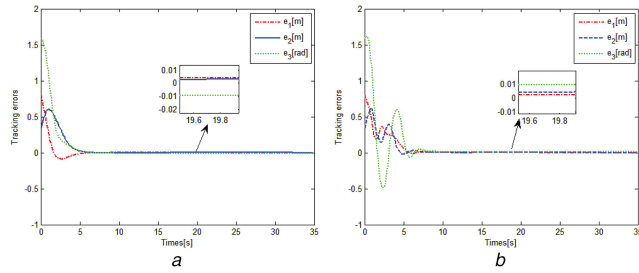 2
1.5
1
0.5
0
-0.5
-1
Tracking errors
0 5 10 15 20 25 30 35
Times[s]
e1[m]
e2[m]
e3[rad]
0.01
0
-0.01
-0.02
19.6 19.8
a
2
1.5
1
0.5
0
-0.5
-1
Tracking errors
0 5 10 15 20 25 30 35
Times[s]
e1[m]
e2[m]
e3[rad]
0.01
0
-0.01
19.6 19.8
b